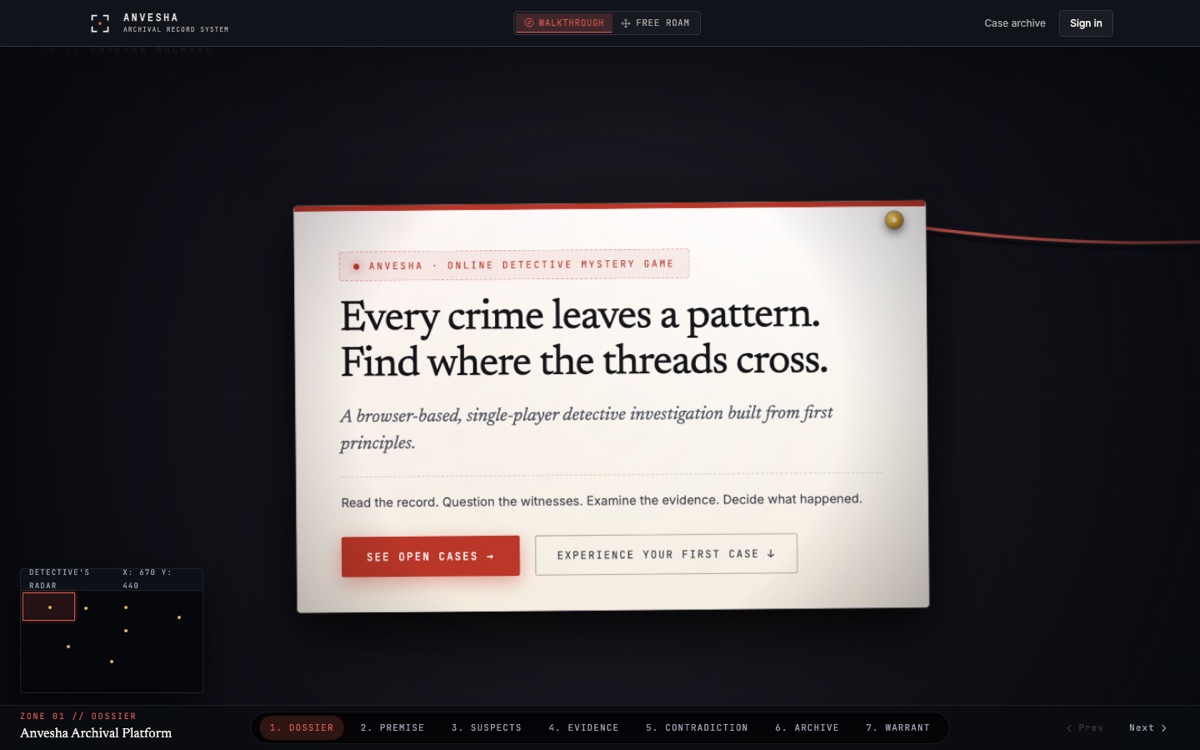 ANVESHA
ARCHIVAL RECORD SYSTEM
WALKTHROUGH
FREE ROAM
Case archive
Sign in
ANVESHA · ONLINE DETECTIVE MYSTERY GAME
Every crime leaves a pattern.
Find where the threads cross.
A browser-based, single-player detective investigation built from first
principles.
Read the record. Question the witnesses. Examine the evidence. Decide what happened.
SEE OPEN CASES →
EXPERIENCE YOUR FIRST CASE ↓
DETECTIVE'S
RADAR
X: 670 Y:
440
ZONE 01 // DOSSIER
Anvesha Archival Platform
1. DOSSIER
2. PREMISE
3. SUSPECTS
4. EVIDENCE
5. CONTRADICTION
6. ARCHIVE
7. WARRANT
‹ Prev
Next ›